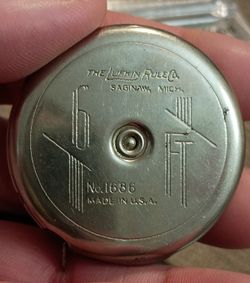 THE LUFKIN RULE CO.
SAGINAW, MICH.
6 FT
No. 1686
MADE IN U.S.A.